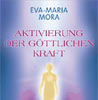 EVA-MARIA
MORA
AKTIVIERUNG
DER GÖTTLICHEN
KRAFT